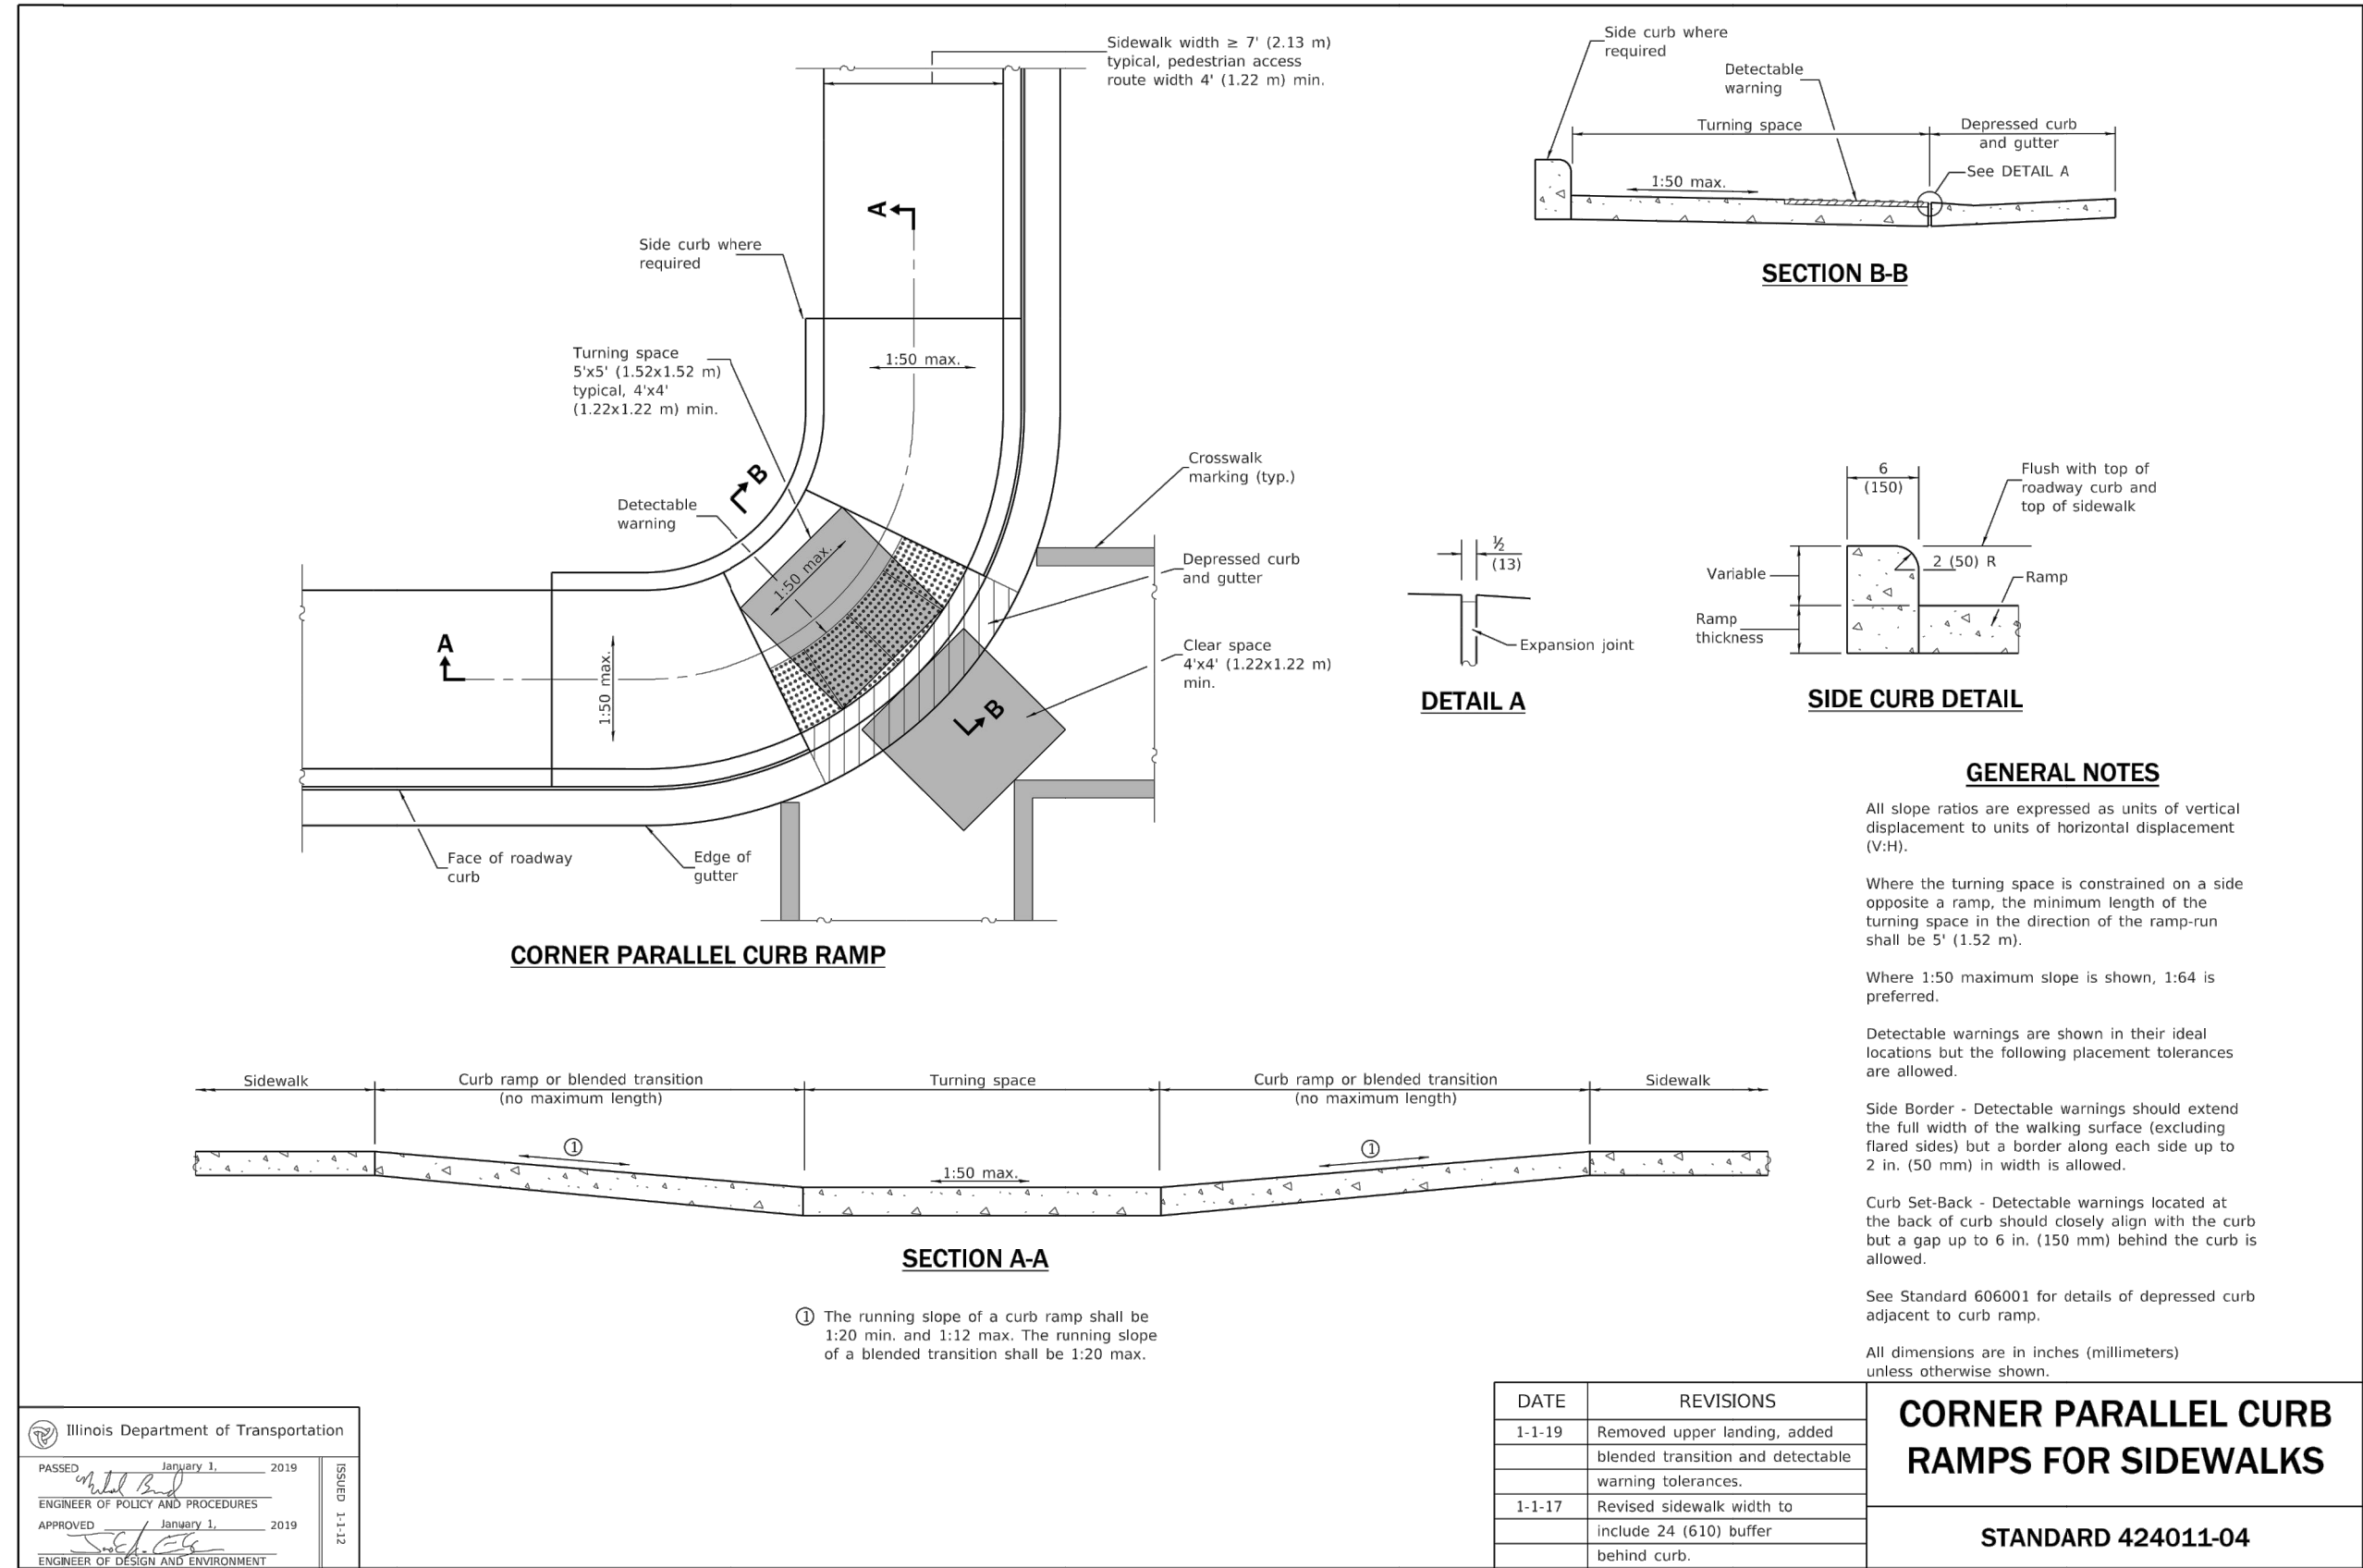 Sidewalk width ≥ 7' (2.13 m)
typical, pedestrian access
route width 4' (1.22 m) min.
A
Side curb where
required
1:50 max.
Turning space
5'x5' (1.52x1.52 m)
typical, 4'x4'
(1.22x1.22 m) min.
B
Detectable
warning
1:50 max.
Crosswalk
marking (typ.)
Depressed curb
and gutter
Clear space
4'x4' (1.22x1.22 m)
min.
A
1:50 max.
B
Face of roadway
curb
Edge of
gutter
CORNER PARALLEL CURB RAMP
Side curb where
required
Detectable
warning
Turning space
Depressed curb
and gutter
See DETAIL A
1:50 max.
SECTION B-B
½
(13)
Expansion joint
DETAIL A
6
(150)
Flush with top of
roadway curb and
top of sidewalk
2 (50) R
Variable
Ramp
Ramp
thickness
SIDE CURB DETAIL
GENERAL NOTES
All slope ratios are expressed as units of vertical
displacement to units of horizontal displacement
(V:H).
Where the turning space is constrained on a side
opposite a ramp, the minimum length of the
turning space in the direction of the ramp-run
shall be 5' (1.52 m).
Where 1:50 maximum slope is shown, 1:64 is
preferred.
Detectable warnings are shown in their ideal
locations but the following placement tolerances
are allowed.
Side Border - Detectable warnings should extend
the full width of the walking surface (excluding
flared sides) but a border along each side up to
2 in. (50 mm) in width is allowed.
Curb Set-Back - Detectable warnings located at
the back of curb should closely align with the curb
but a gap up to 6 in. (150 mm) behind the curb is
allowed.
See Standard 606001 for details of depressed curb
adjacent to curb ramp.
All dimensions are in inches (millimeters)
unless otherwise shown.
Sidewalk
Curb ramp or blended transition
(no maximum length)
Turning space
Curb ramp or blended transition
(no maximum length)
Sidewalk
①
1:50 max.
①
SECTION A-A
① The running slope of a curb ramp shall be
1:20 min. and 1:12 max. The running slope
of a blended transition shall be 1:20 max.
Illinois Department of Transportation
PASSED January 1, 2019
ENGINEER OF POLICY AND PROCEDURES
APPROVED January 1, 2019
ENGINEER OF DESIGN AND ENVIRONMENT
ISSUED 1-1-12
DATE REVISIONS
1-1-19 Removed upper landing, added
blended transition and detectable
warning tolerances.
1-1-17 Revised sidewalk width to
include 24 (610) buffer
behind curb.
CORNER PARALLEL CURB
RAMPS FOR SIDEWALKS
STANDARD 424011-04